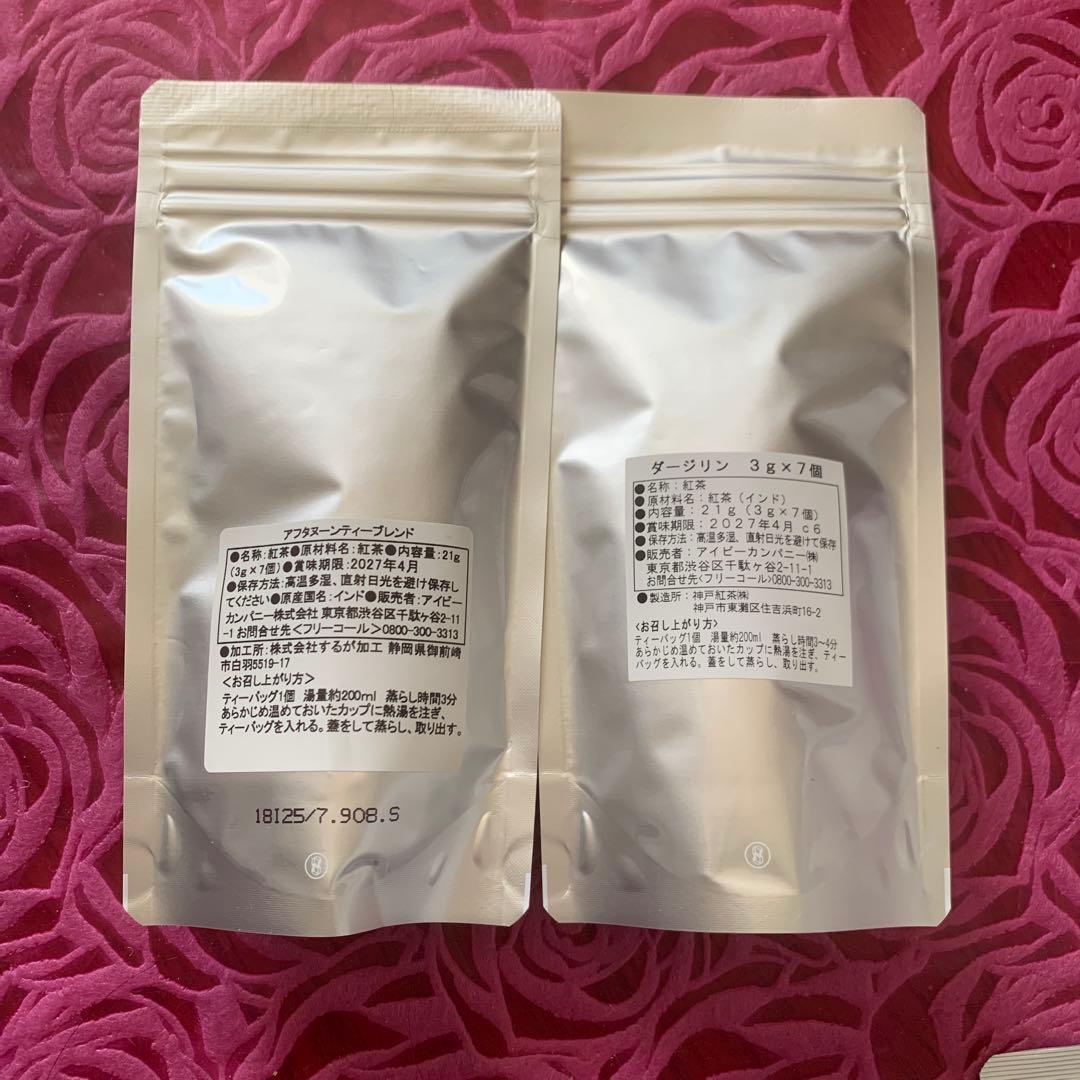 アフタヌーンティーブレンド
●名称:紅茶●原材料名:紅茶●内容量:21g
(3g×7個)●賞味期限:2027年4月
●保存方法:高温多湿、直射日光を避け保存し
てください●原産国名:インド●販売者:アイビー
カンパニー株式会社 東京都渋谷区千駄ヶ谷2-11
-1 お問合せ先<フリーコール>0800-300-3313
●加工所:株式会社するが加工 静岡県御前崎
市白羽5519-17
<お召し上がり方>
ティーバッグ1個 湯量約200ml 蒸らし時間3分
あらかじめ温めておいたカップに熱湯を注ぎ、
ティーバッグを入れる。蓋をして蒸らし、取り出す。
18I25/7.908.S
ダージリン 3g×7個
●名称:紅茶
●原材料名:紅茶(インド)
●内容量:21g(3g×7個)
●賞味期限:2027年4月 c6
●保存方法:高温多湿、直射日光を避けて保存
●販売者:アイビーカンパニー㈱
東京都渋谷区千駄ヶ谷2-11-1
お問合せ先<フリーコール>0800-300-3313
●製造所:神戸紅茶㈱
神戸市東灘区住吉浜町16-2
<お召し上がり方>
ティーバッグ1個 湯量約200ml 蒸らし時間3~4分
あらかじめ温めておいたカップに熱湯を注ぎ、ティー
バッグを入れる。蓋をして蒸らし、取り出す。